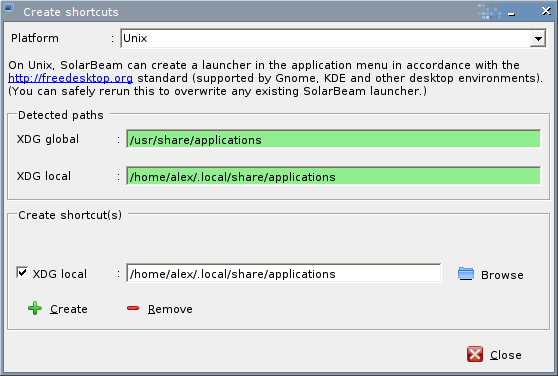 Create shortcuts
Platform : Unix
On Unix, SolarBeam can create a launcher in the application menu in accordance with the
http://freedesktop.org standard (supported by Gnome, KDE and other desktop environments).
(You can safely rerun this to overwrite any existing SolarBeam launcher.)
Detected paths
XDG global : /usr/share/applications
XDG local : /home/alex/.local/share/applications
Create shortcut(s)
XDG local : /home/alex/.local/share/applications Browse
Create Remove
Close